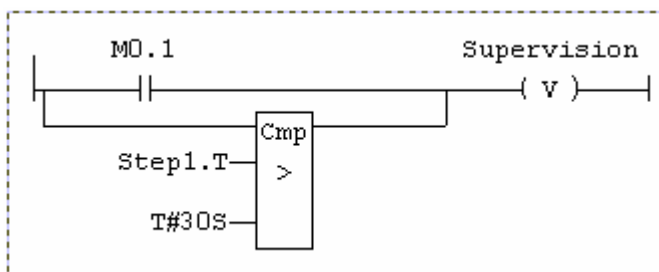 M0.1
Supervision
( V )
Cmp
Step1.T
>
T#30S